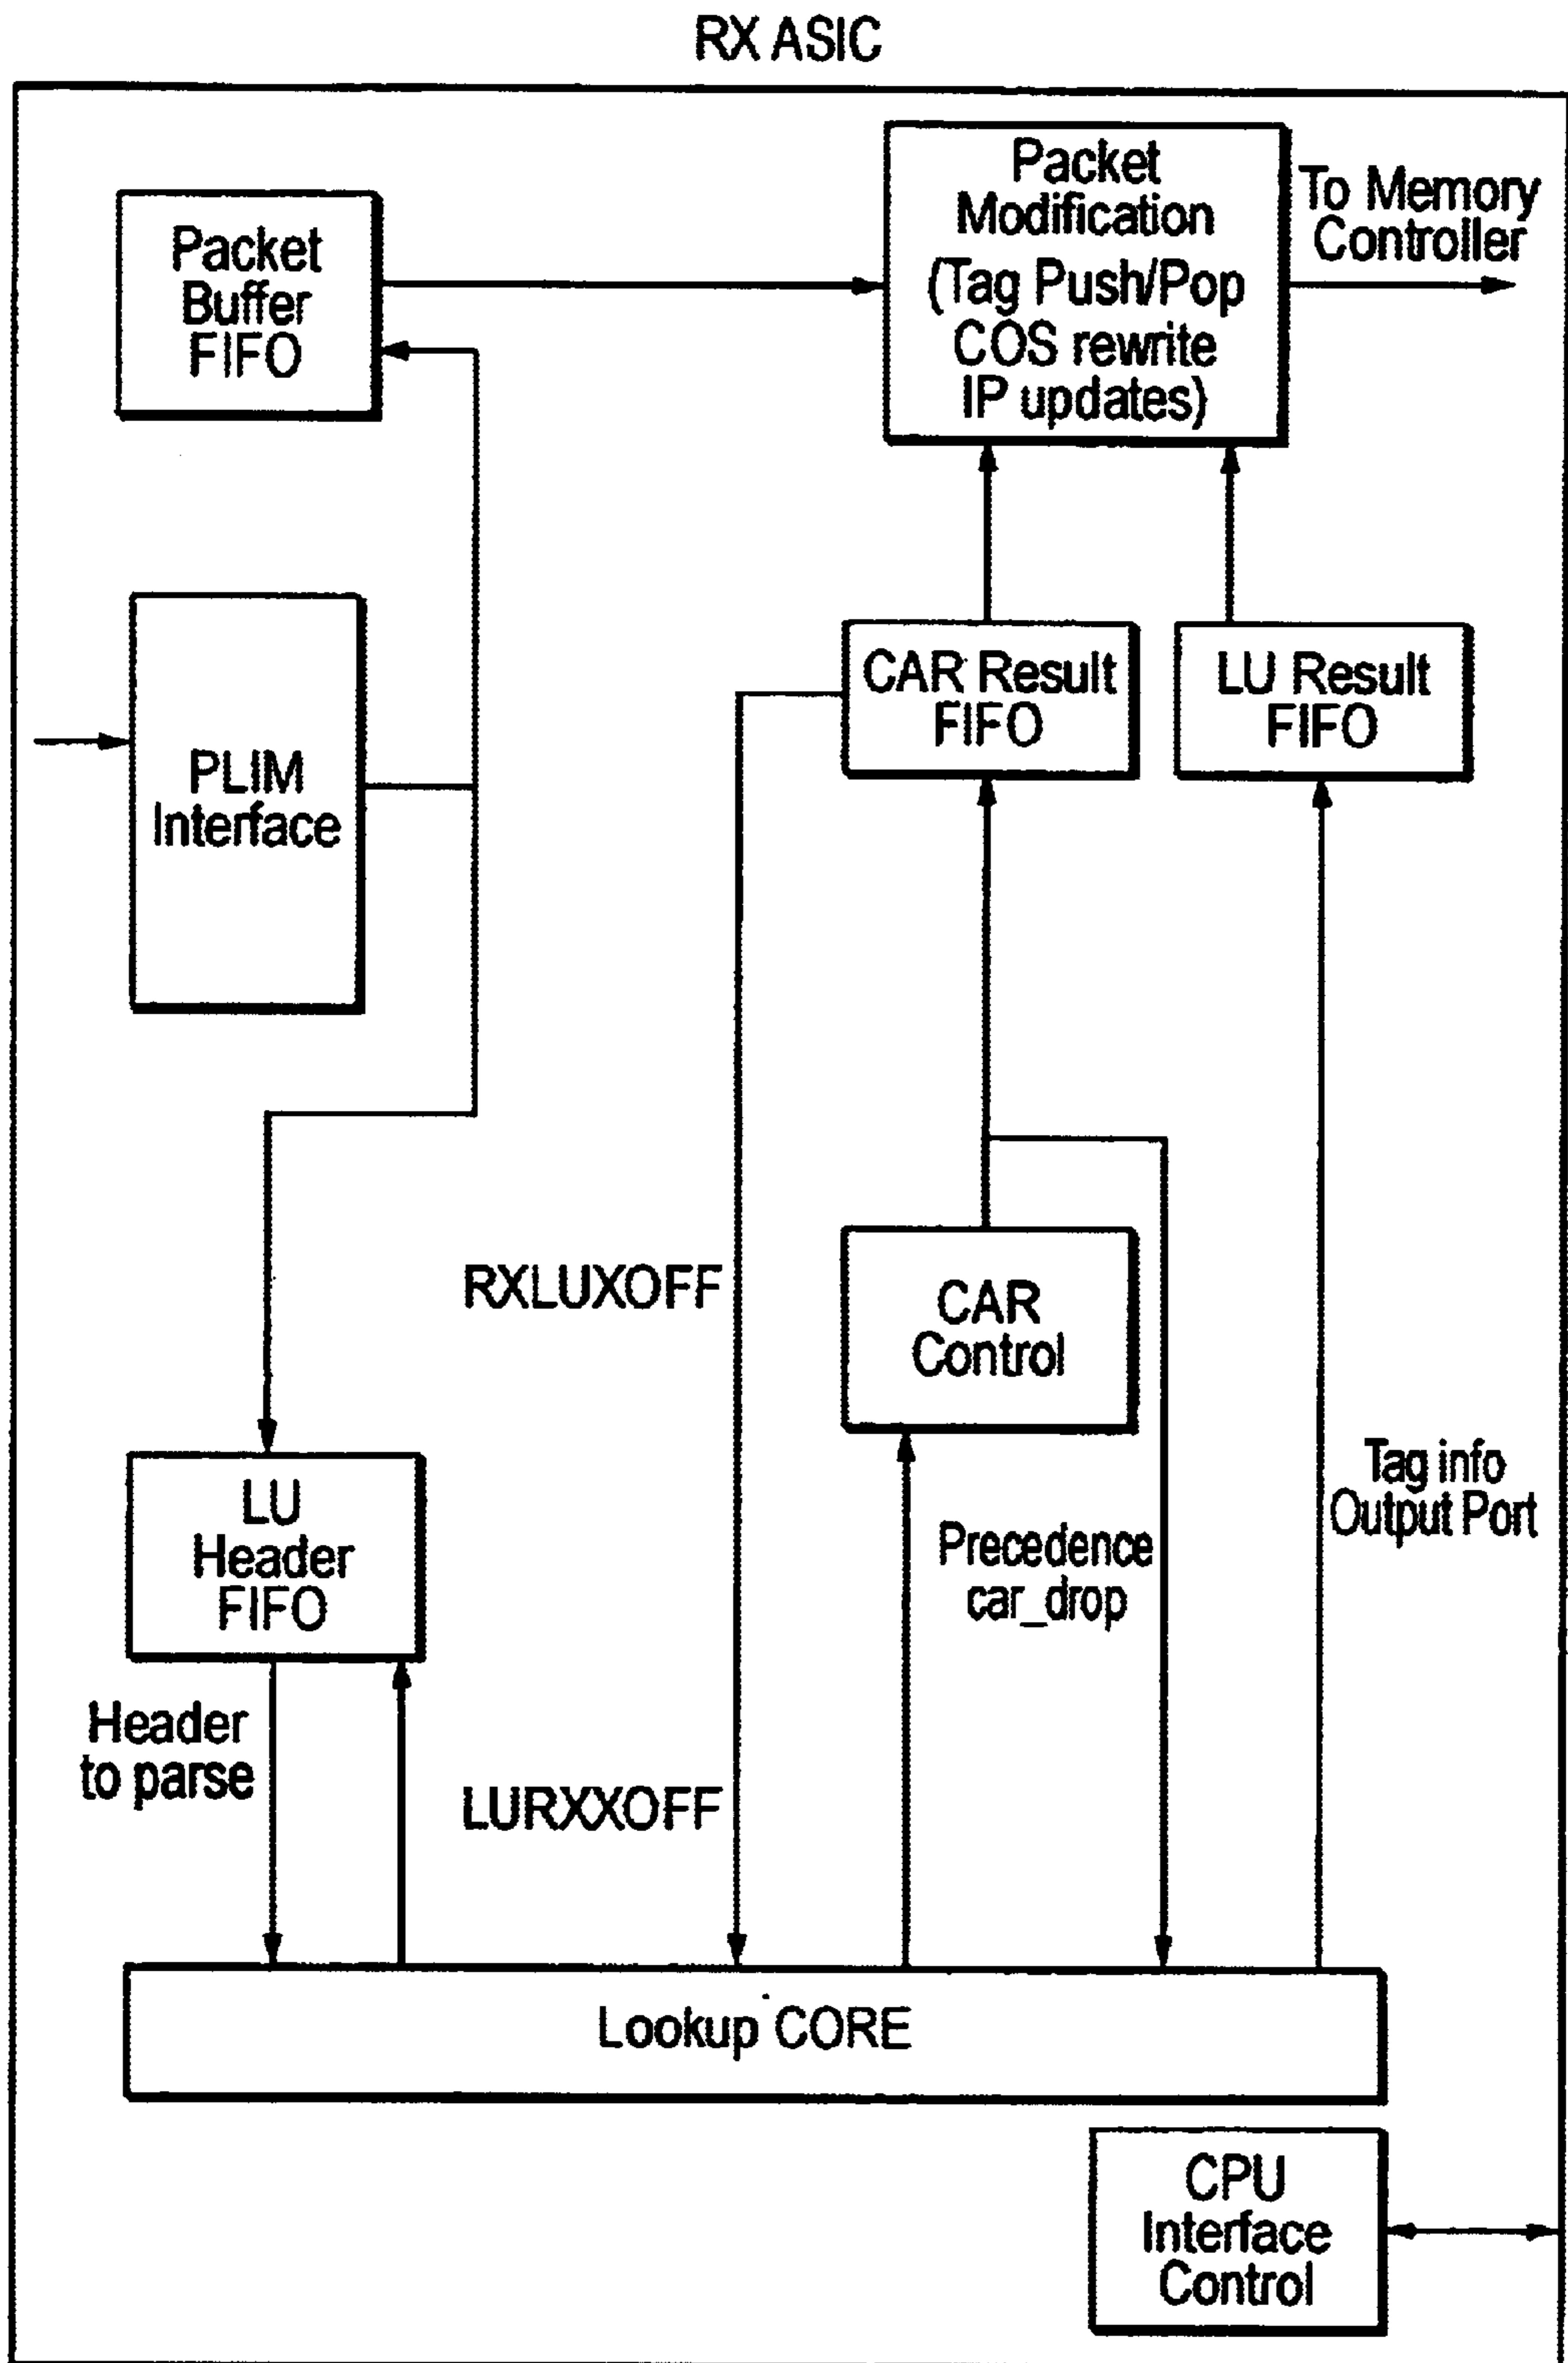 RX ASIC
Packet
Buffer
FIFO
Packet
Modification
(Tag Push/Pop
COS rewrite
IP updates)
To Memory
Controller
PLIM
Interface
CAR Result
FIFO
LU Result
FIFO
RXLUXOFF
CAR
Control
LU
Header
FIFO
Precedence
car_drop
Tag info
Output Port
Header
to parse
LURXXOFF
Lookup CORE
CPU
Interface
Control